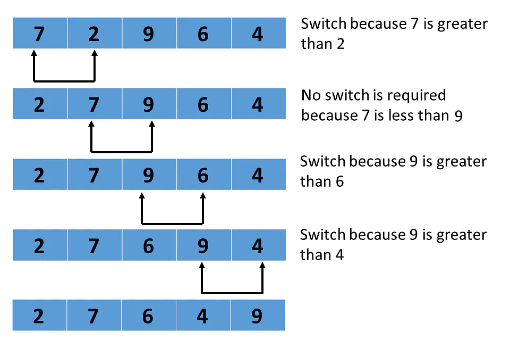 7 2 9 6 4
Switch because 7 is greater
than 2
2 7 9 6 4
No switch is required
because 7 is less than 9
2 7 9 6 4
Switch because 9 is greater
than 6
2 7 6 9 4
Switch because 9 is greater
than 4
2 7 6 4 9